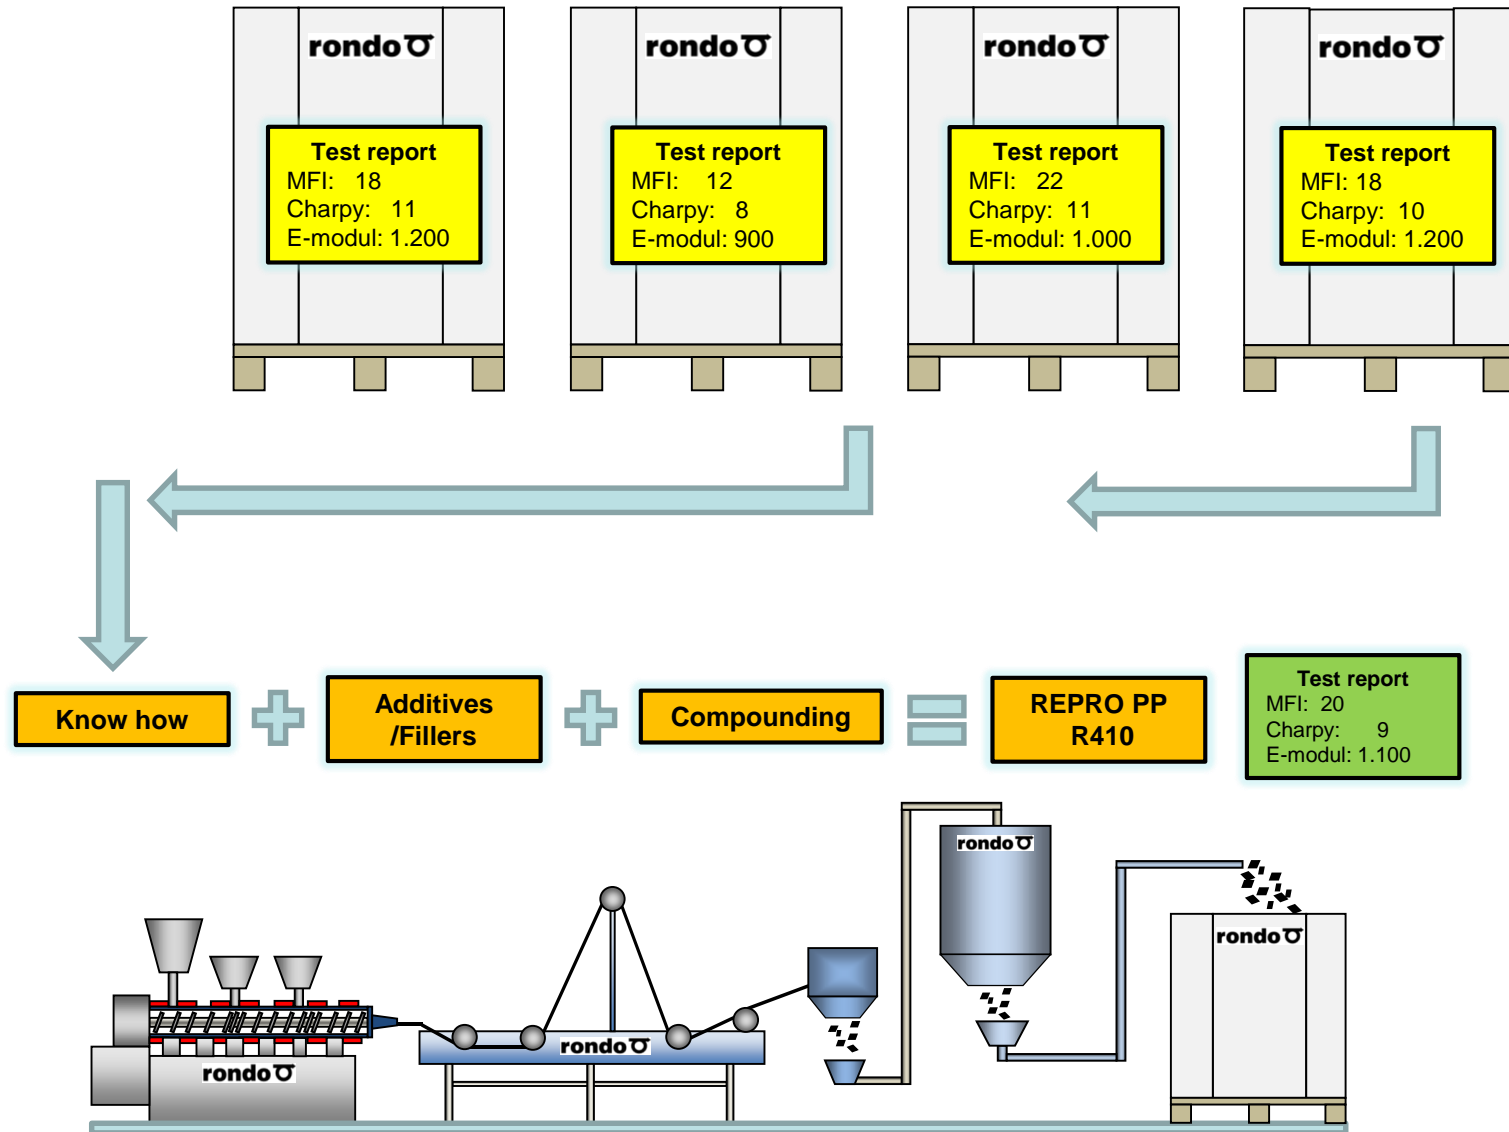 rondo
Test report
MFI: 18
Charpy: 11
E-modul: 1.200
rondo
Test report
MFI: 12
Charpy: 8
E-modul: 900
rondo
Test report
MFI: 22
Charpy: 11
E-modul: 1.000
rondo
Test report
MFI: 18
Charpy: 10
E-modul: 1.200
Know how
Additives
/Fillers
Compounding
REPRO PP
R410
Test report
MFI: 20
Charpy: 9
E-modul: 1.100
rondo
rondo
rondo
rondo